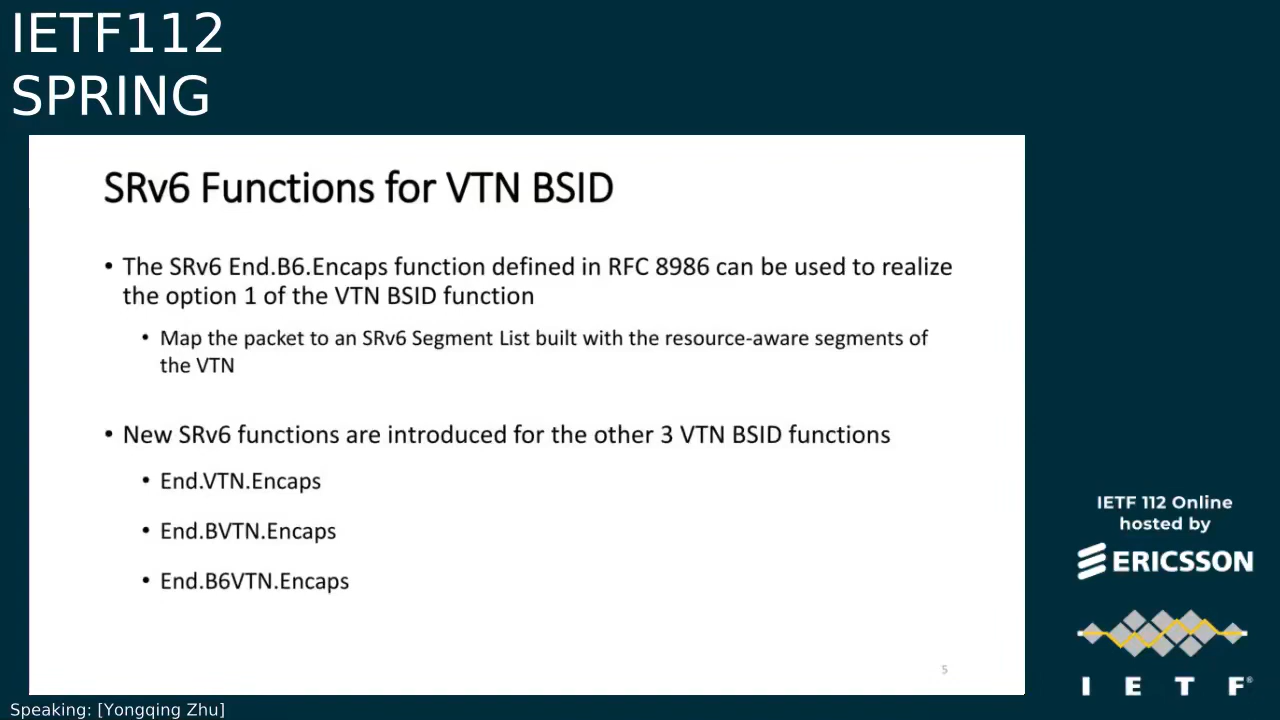 IETF112
SPRING
SRv6 Functions for VTN BSID
• The SRv6 End.B6.Encaps function defined in RFC 8986 can be used to realize
the option 1 of the VTN BSID function
• Map the packet to an SRv6 Segment List built with the resource-aware segments of
the VTN
• New SRv6 functions are introduced for the other 3 VTN BSID functions
• End.VTN.Encaps
• End.BVTN.Encaps
• End.B6VTN.Encaps
5
IETF 112 Online
hosted by
ERICSSON
I E T F®
Speaking: [Yongqing Zhu]